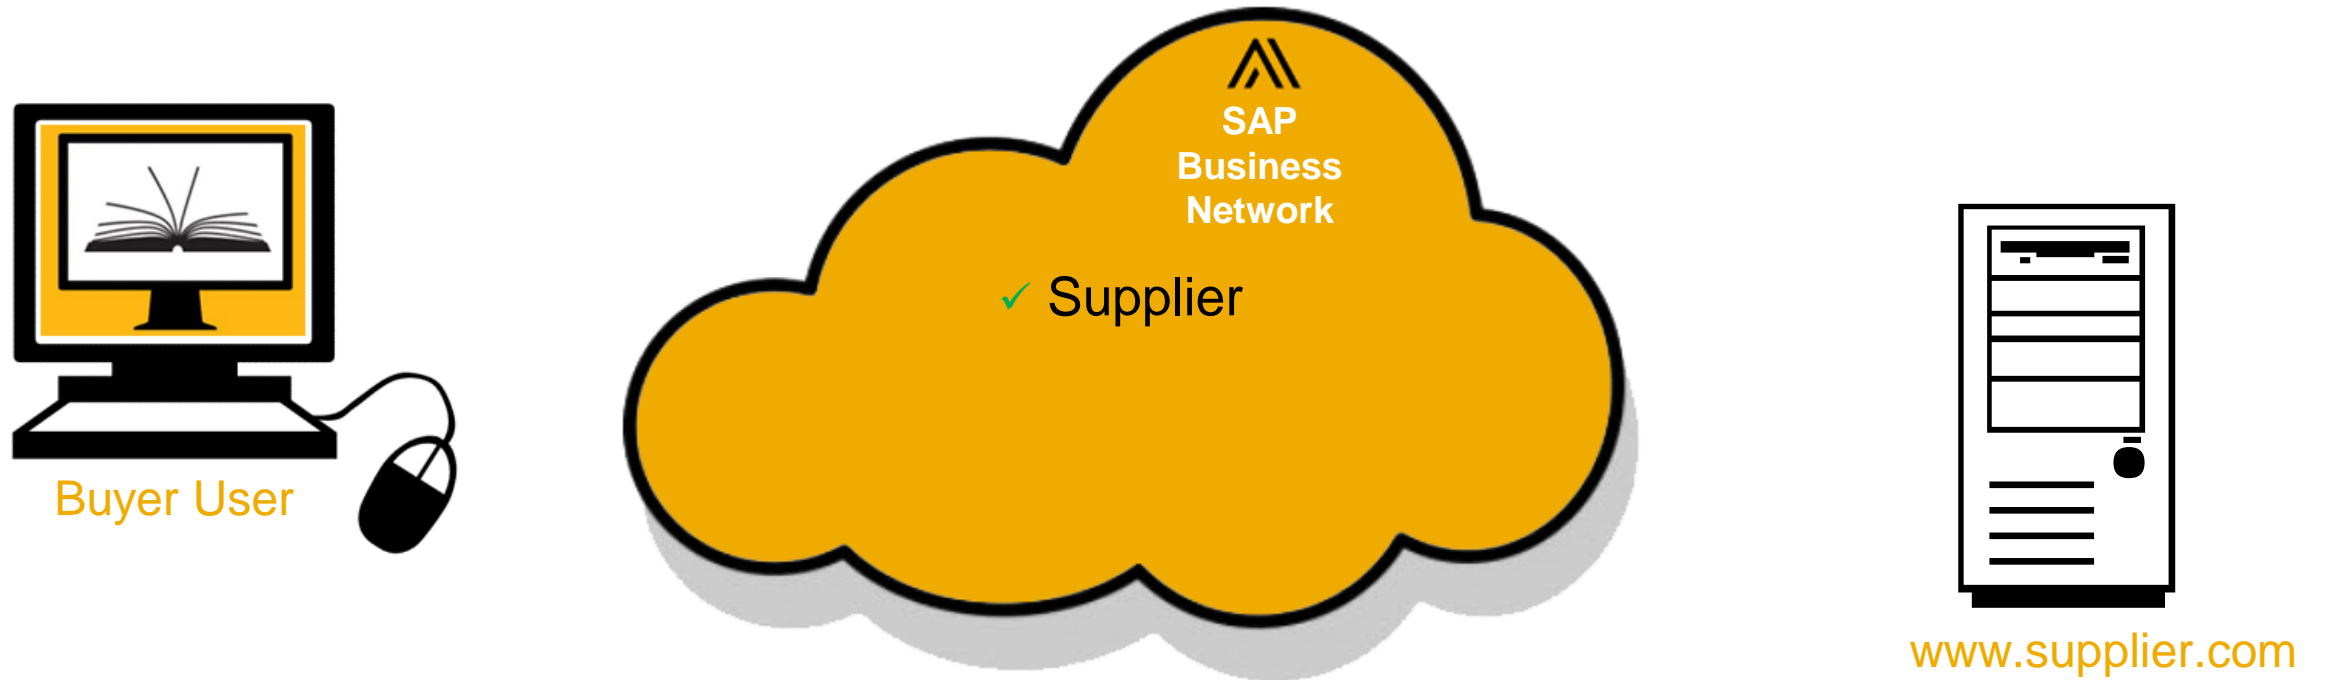 SAP
Business
Network
✓ Supplier
Buyer User
www.supplier.com